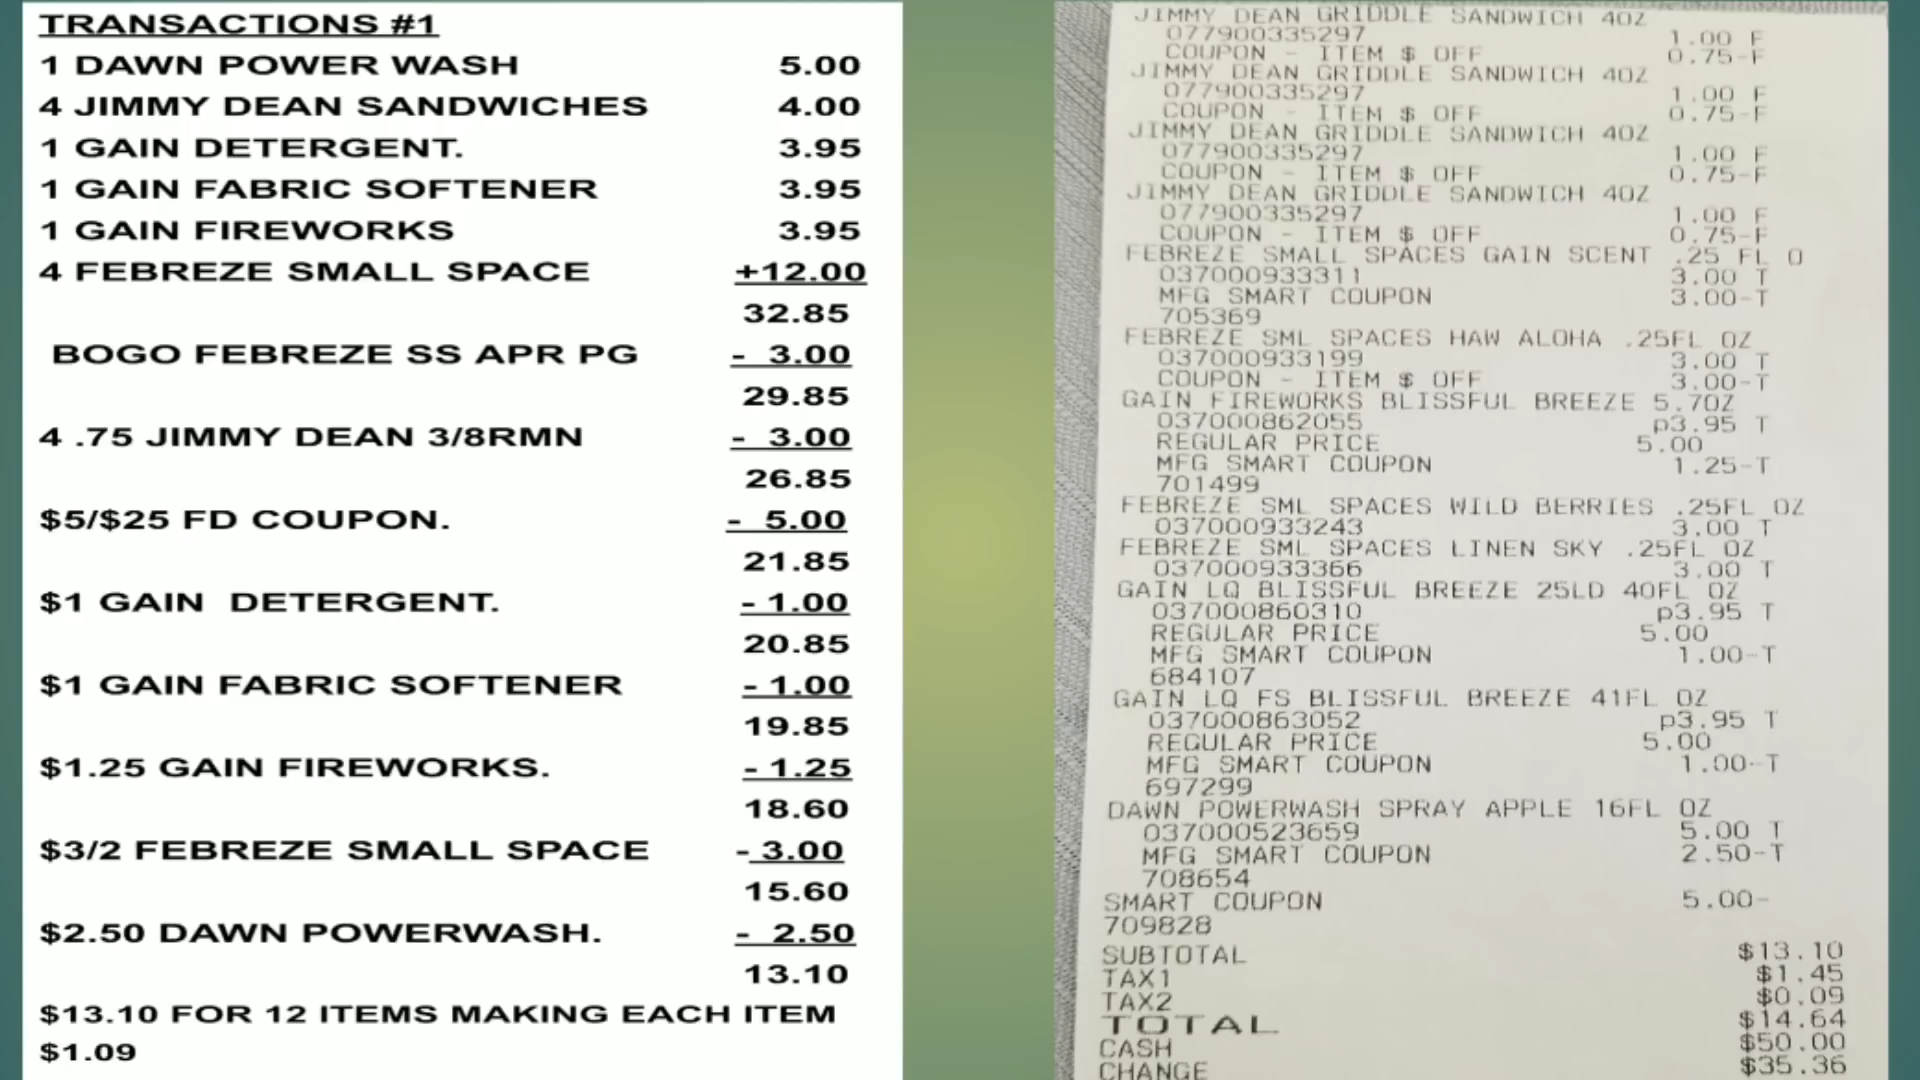 TRANSACTIONS #1
1 DAWN POWER WASH 5.00
4 JIMMY DEAN SANDWICHES 4.00
1 GAIN DETERGENT. 3.95
1 GAIN FABRIC SOFTENER 3.95
1 GAIN FIREWORKS 3.95
4 FEBREZE SMALL SPACE +12.00
32.85
BOGO FEBREZE SS APR PG - 3.00
29.85
4 .75 JIMMY DEAN 3/8RMN - 3.00
26.85
$5/$25 FD COUPON. - 5.00
21.85
$1 GAIN DETERGENT. - 1.00
20.85
$1 GAIN FABRIC SOFTENER - 1.00
19.85
$1.25 GAIN FIREWORKS. - 1.25
18.60
$3/2 FEBREZE SMALL SPACE - 3.00
15.60
$2.50 DAWN POWERWASH. - 2.50
13.10
$13.10 FOR 12 ITEMS MAKING EACH ITEM
$1.09
JIMMY DEAN GRIDDLE SANDWICH 4OZ
077900335297 1.00 F
COUPON - ITEM $ OFF 0.75-F
JIMMY DEAN GRIDDLE SANDWICH 4OZ
077900335297 1.00 F
COUPON - ITEM $ OFF 0.75-F
JIMMY DEAN GRIDDLE SANDWICH 4OZ
077900335297 1.00 F
COUPON - ITEM $ OFF 0.75-F
JIMMY DEAN GRIDDLE SANDWICH 4OZ
077900335297 1.00 F
COUPON - ITEM $ OFF 0.75-F
FEBREZE SMALL SPACES GAIN SCENT .25 FL O
037000933311 3.00 T
MFG SMART COUPON 3.00-T
705369
FEBREZE SML SPACES HAW ALOHA .25FL OZ
037000933199 3.00 T
COUPON - ITEM $ OFF 3.00-T
GAIN FIREWORKS BLISSFUL BREEZE 5.7OZ
037000862055 p3.95 T
REGULAR PRICE 5.00
MFG SMART COUPON 1.25-T
701499
FEBREZE SML SPACES WILD BERRIES .25FL OZ
037000933243 3.00 T
FEBREZE SML SPACES LINEN SKY .25FL OZ
037000933366 3.00 T
GAIN LQ BLISSFUL BREEZE 25LD 40FL OZ
037000860310 p3.95 T
REGULAR PRICE 5.00
MFG SMART COUPON 1.00-T
684107
GAIN LQ FS BLISSFUL BREEZE 41FL OZ
037000863052 p3.95 T
REGULAR PRICE 5.00
MFG SMART COUPON 1.00-T
697299
DAWN POWERWASH SPRAY APPLE 16FL OZ
037000523659 5.00 T
MFG SMART COUPON 2.50-T
708654
SMART COUPON 5.00-
709828
SUBTOTAL $13.10
TAX1 $1.45
TAX2 $0.09
TOTAL $14.64
CASH $50.00
CHANGE $35.36